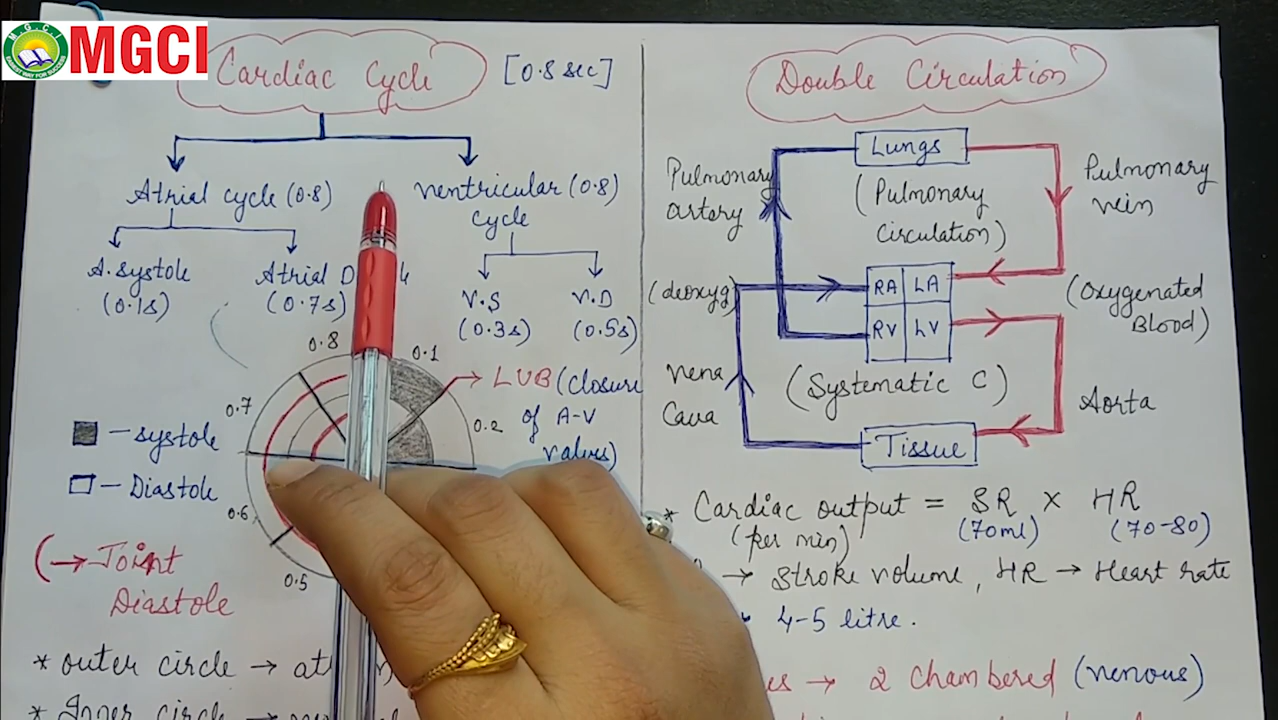 M.G.C.I
MGCI
Cardiac Cycle [0.8 sec]
Atrial cycle (0.8)
A. systole
(0.1s)
Atrial D
(0.7s)
ventricular (0.8)
cycle
V.S
(0.3s)
V.D
(0.5s)
0.8
0.1
0.7
0.2
0.6
0.5
→ LUB (closure
of A-V
valves)
- systole
- Diastole
→ Joint
Diastole
* outer circle →
* Inner circle →
Double Circulation
Lungs
Pulmonary
artery
(Pulmonary
Circulation)
Pulmonary
vein
(deoxyg)
RA LA
RV LV
(Oxygenated
Blood)
Vena
Cava
(Systematic C)
Aorta
Tissue
* Cardiac output = SR × HR
(per min) (70ml) (70-80)
→ Stroke volume, HR → Heart rate
4-5 litre.
→ 2 chambered (venous)